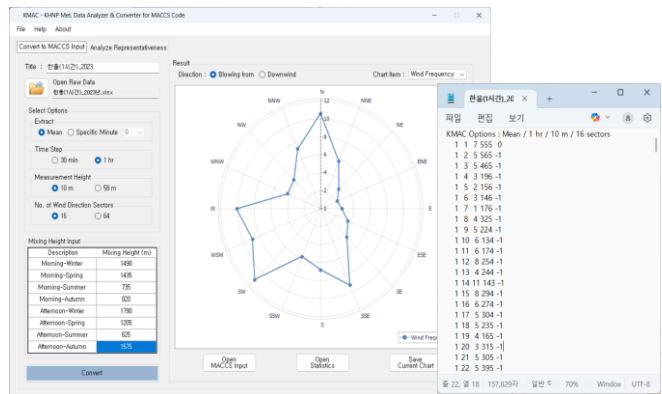 KMAC - KHNP Met. Data Analyzer & Converter for MACCS Code
File Help About
Convert to MACCS Input Analyze Representativeness
Title : 한울(1시간)_2023
Open Raw Data
한울(1시간)_2023년.xlsx
Select Options
Extract
Mean Specific Minute 0
Time Step
30 min 1 hr
Measurement Height
10 m 58 m
No. of Wind Direction Sectors
16 64
Mixing Height Input
Description Mixing Height (m)
Morning-Winter 1490
Morning-Spring 1435
Morning-Summer 735
Morning-Autumn 820
Afternoon-Winter 1790
Afternoon-Spring 1205
Afternoon-Summer 625
Afternoon-Autumn 1575
Convert
Result
Direction : Blowing from Downwind
Chart Item : Wind Frequency
N
NNE
NE
ENE
E
ESE
SE
SSE
S
SSW
SW
WSW
W
WNW
NW
NNW
12
10
8
6
4
2
0
Wind Freq
Open
MACCS Input
Open
Statistics
Save
Current Chart
한울(1시간)_2C
파일 편집 보기
KMAC Options : Mean / 1 hr / 10 m / 16 sectors
1 1 7 555 0
1 2 5 565 -1
1 3 5 465 -1
1 4 3 196 -1
1 5 2 156 -1
1 6 3 146 -1
1 7 1 176 -1
1 8 4 325 -1
1 9 5 224 -1
1 10 6 134 -1
1 11 6 174 -1
1 12 8 254 -1
1 13 4 244 -1
1 14 11 143 -1
1 15 8 294 -1
1 16 6 274 -1
1 17 5 304 -1
1 18 5 235 -1
1 19 4 165 -1
1 20 3 315 -1
1 21 5 305 -1
1 22 5 395 -1
줄 22, 열 18 157,829자 일반 텍 70% Window UTF-8